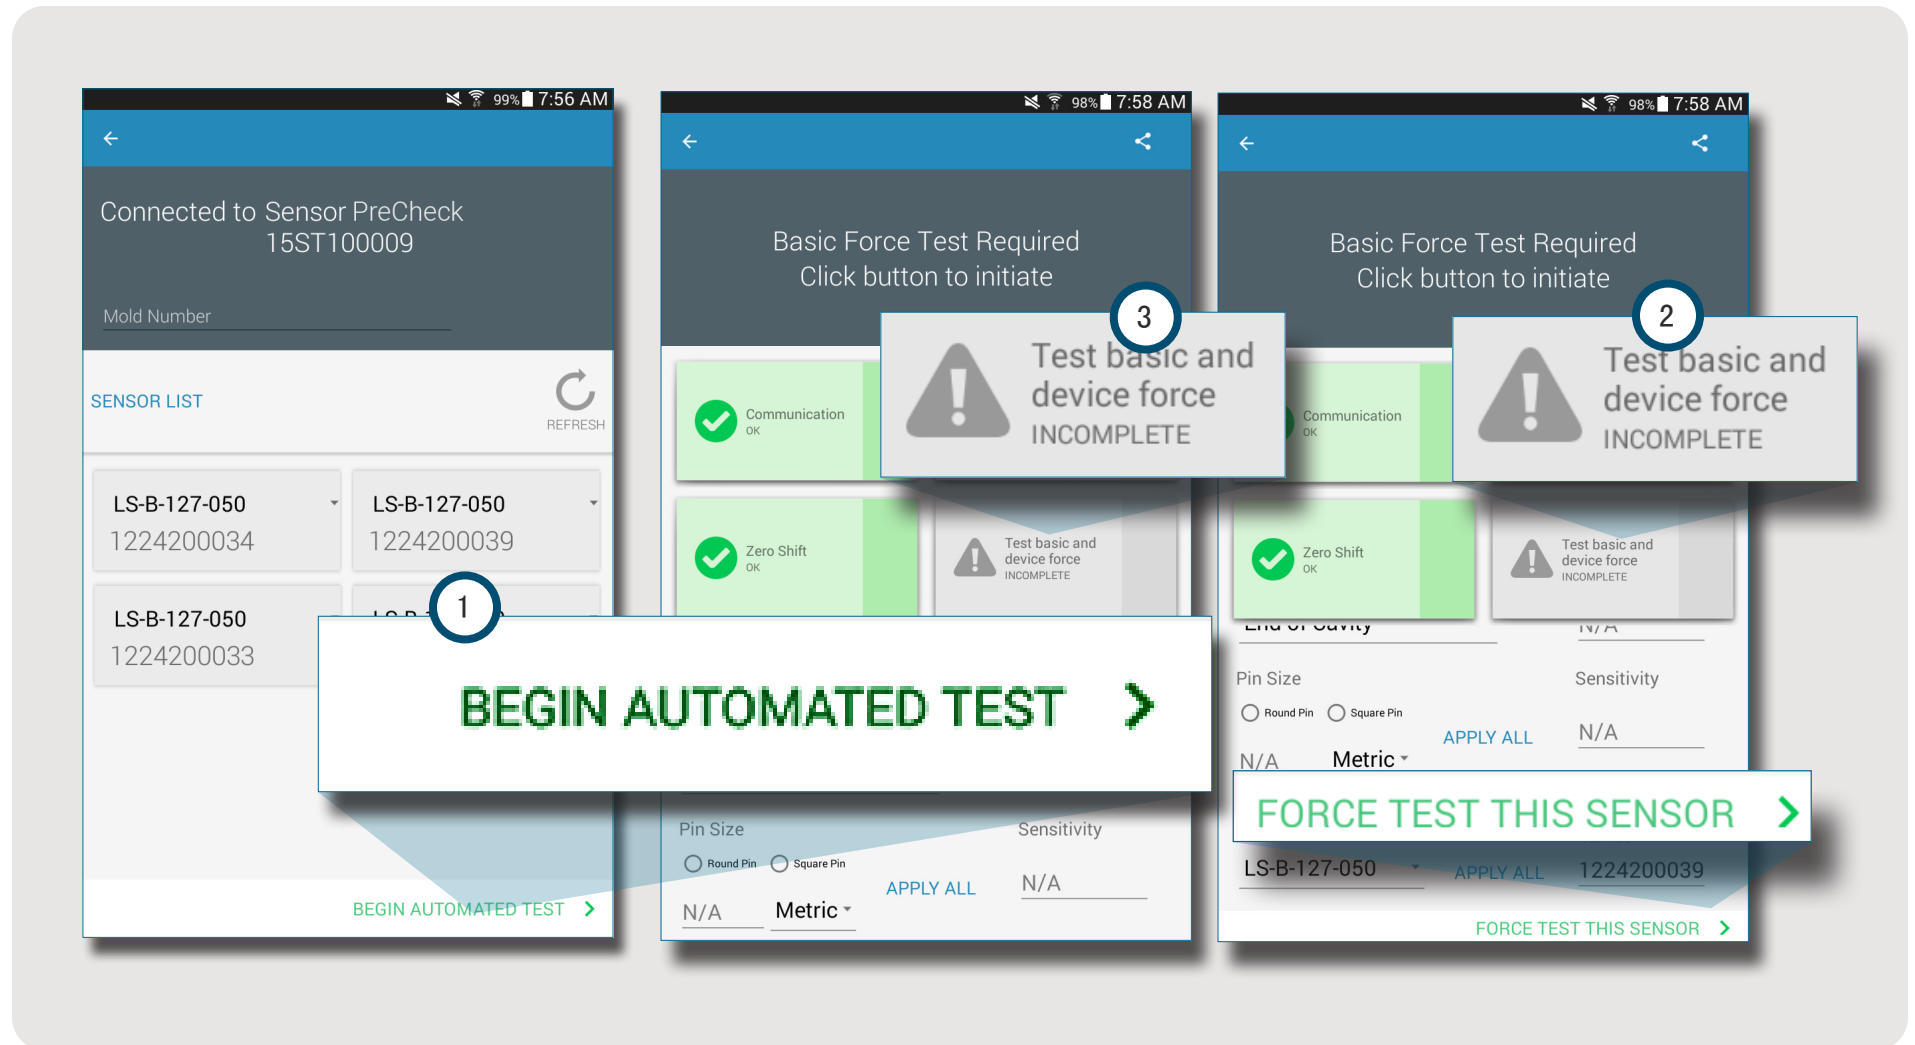 99% 7:56 AM
Connected to Sensor PreCheck
15ST100009
Mold Number
SENSOR LIST
REFRESH
LS-B-127-050
1224200034
LS-B-127-050
1224200039
LS-B-127-050
1224200033
1
BEGIN AUTOMATED TEST
BEGIN AUTOMATED TEST
98% 7:58 AM
Basic Force Test Required
Click button to initiate
3
Test basic and
device force
INCOMPLETE
Communication
OK
Zero Shift
OK
Test basic and
device force
INCOMPLETE
Pin Size
Sensitivity
Round Pin
Square Pin
APPLY ALL
N/A
N/A
Metric
98% 7:58 AM
Basic Force Test Required
Click button to initiate
2
Test basic and
device force
INCOMPLETE
Communication
OK
Zero Shift
OK
Test basic and
device force
INCOMPLETE
End of Cavity
N/A
Pin Size
Sensitivity
Round Pin
Square Pin
APPLY ALL
N/A
N/A
Metric
FORCE TEST THIS SENSOR
LS-B-127-050
APPLY ALL
1224200039
FORCE TEST THIS SENSOR